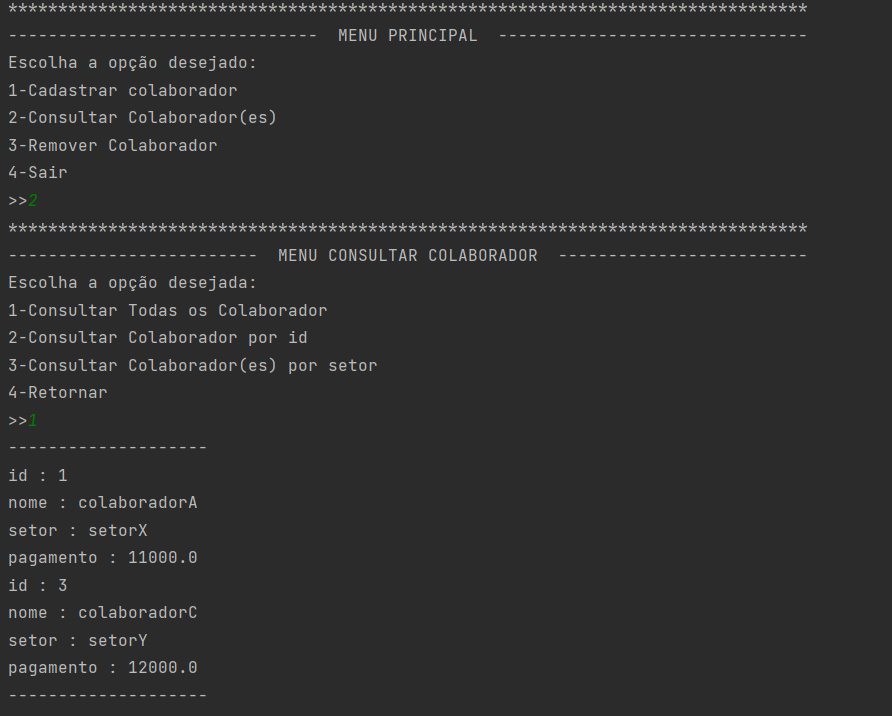 ********************************************************************************
-------------------------------  MENU PRINCIPAL  -------------------------------
Escolha a opção desejado:
1-Cadastrar colaborador
2-Consultar Colaborador(es)
3-Remover Colaborador
4-Sair
>>2
********************************************************************************
-------------------------  MENU CONSULTAR COLABORADOR  -------------------------
Escolha a opção desejada:
1-Consultar Todas os Colaborador
2-Consultar Colaborador por id
3-Consultar Colaborador(es) por setor
4-Retornar
>>1
--------------------
id : 1
nome : colaboradorA
setor : setorX
pagamento : 11000.0
id : 3
nome : colaboradorC
setor : setorY
pagamento : 12000.0
--------------------